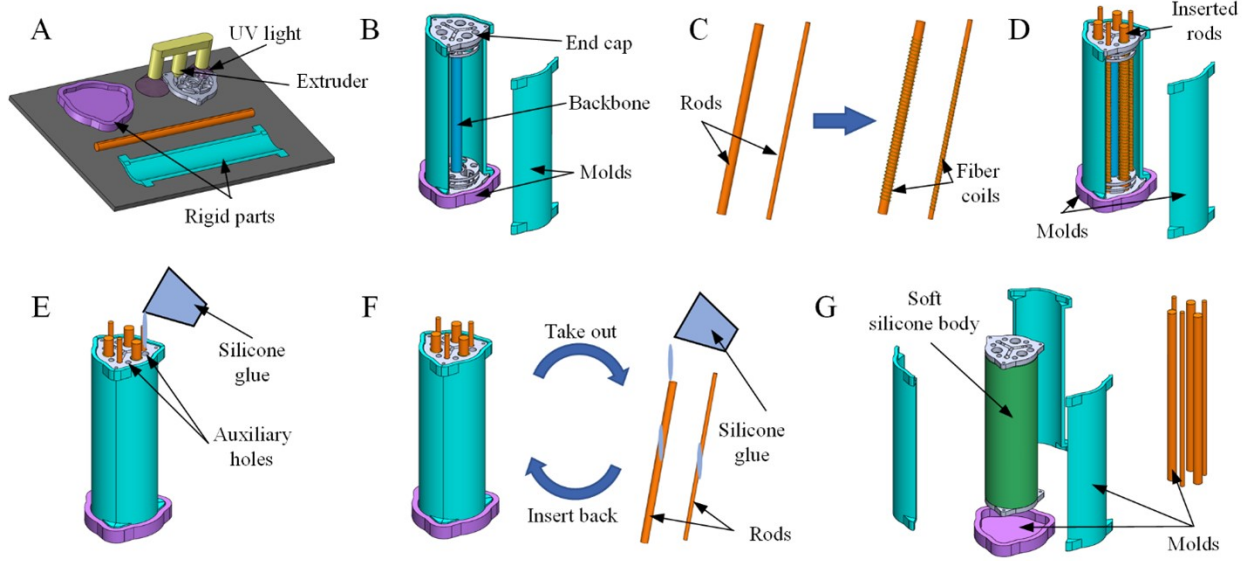 A
UV light
Extruder
Rigid parts
B
End cap
Backbone
Molds
C
Rods
Fiber
coils
D
Inserted
rods
Molds
E
Silicone
glue
Auxiliary
holes
F
Take out
Insert back
Silicone
glue
Rods
G
Soft
silicone body
Molds